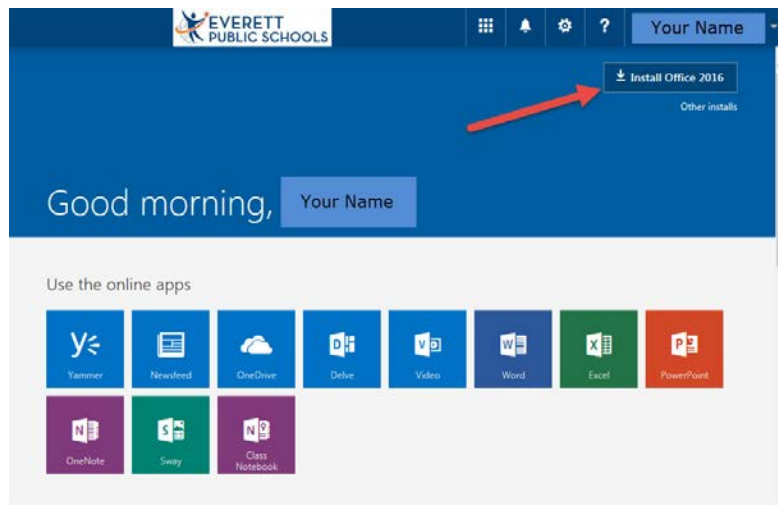 EVERETT
PUBLIC SCHOOLS
? Your Name
Install Office 2016
Other installs
Good morning, Your Name
Use the online apps
Yammer Newsfeed OneDrive Delve Video Word Excel PowerPoint
OneNote Sway Class
Notebook